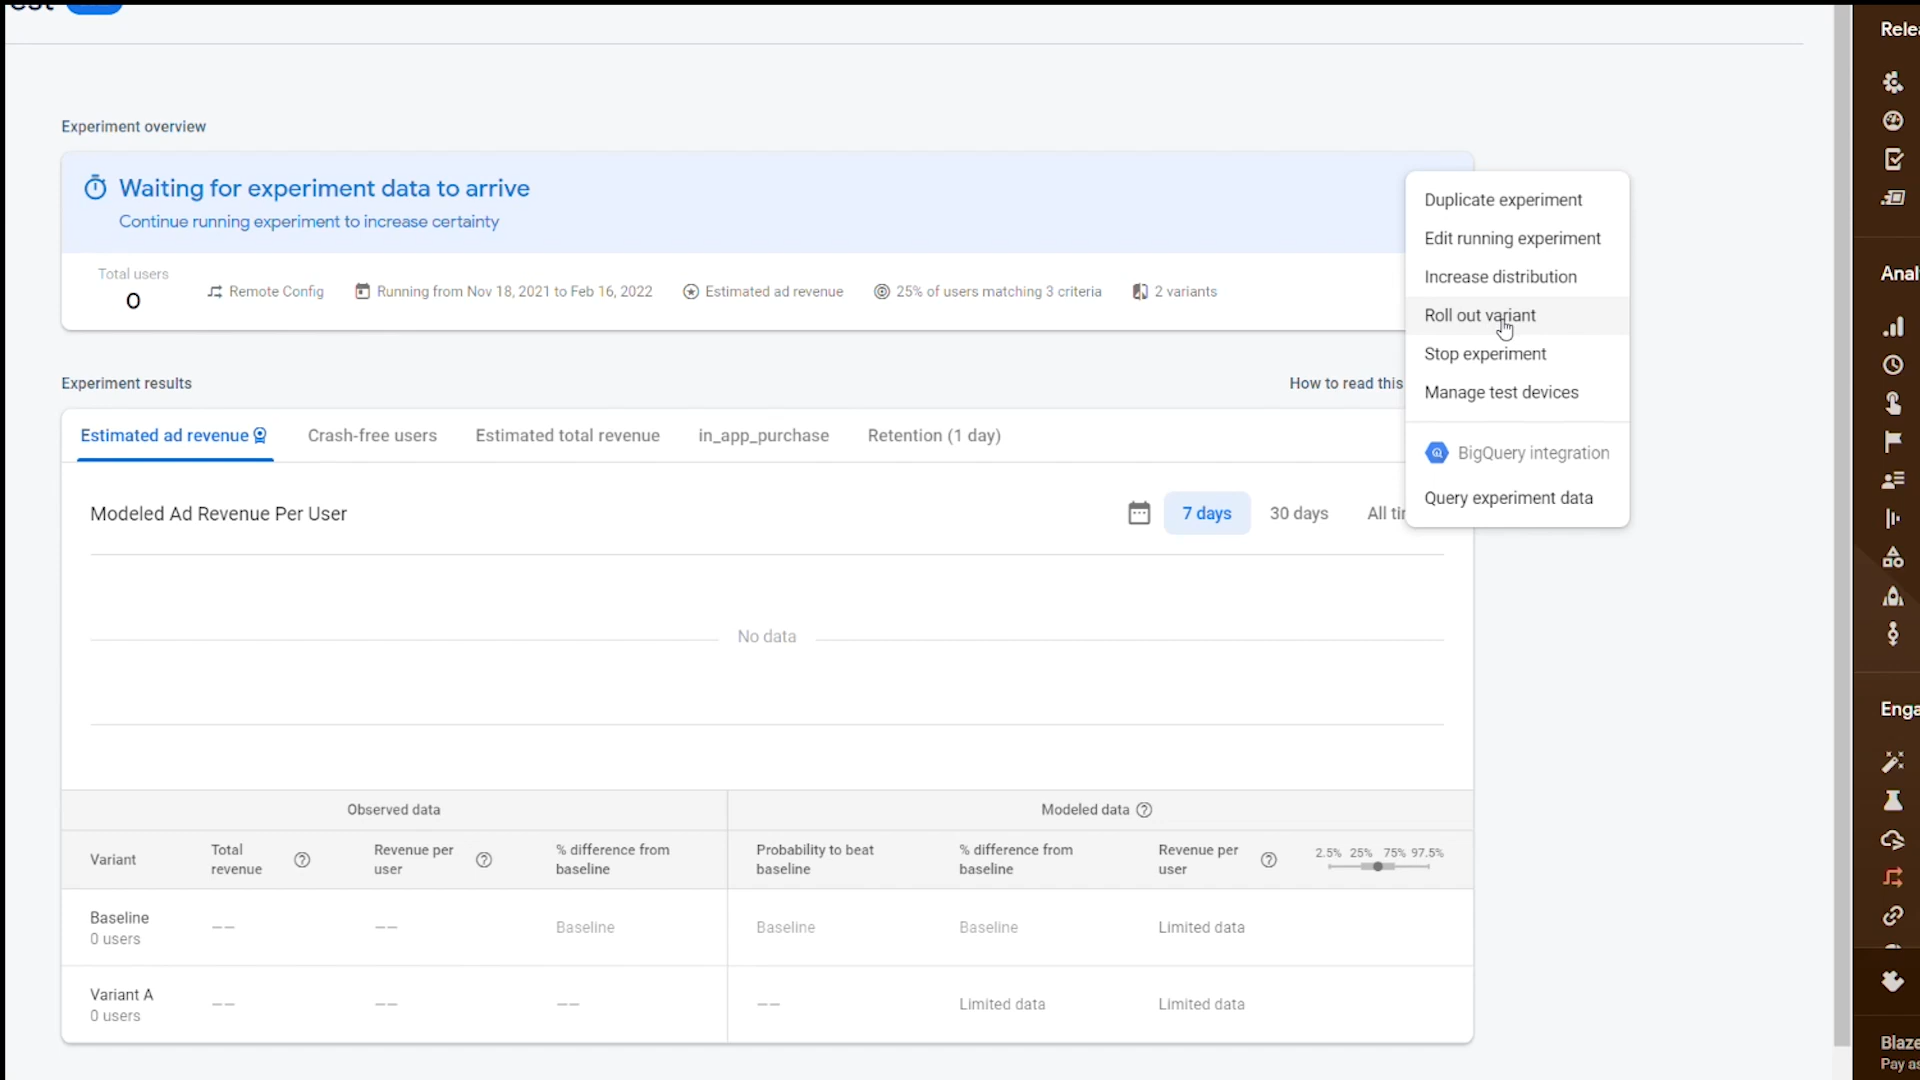 Experiment overview
Waiting for experiment data to arrive
Continue running experiment to increase certainty
Total users
0
Remote Config
Running from Nov 18, 2021 to Feb 16, 2022
Estimated ad revenue
25% of users matching 3 criteria
2 variants
Duplicate experiment
Edit running experiment
Increase distribution
Roll out variant
Stop experiment
Manage test devices
BigQuery integration
Query experiment data
Experiment results
How to read this
Estimated ad revenue
Crash-free users
Estimated total revenue
in_app_purchase
Retention (1 day)
Modeled Ad Revenue Per User
7 days
30 days
All
No data
Observed data
Modeled data
Variant
Total
revenue
Revenue per
user
% difference from
baseline
Probability to beat
baseline
% difference from
baseline
Revenue per
user
2.5% 25% 75% 97.5%
Baseline
0 users
——
——
Baseline
Baseline
Baseline
Limited data
Variant A
0 users
——
——
——
——
Limited data
Limited data
Blaze